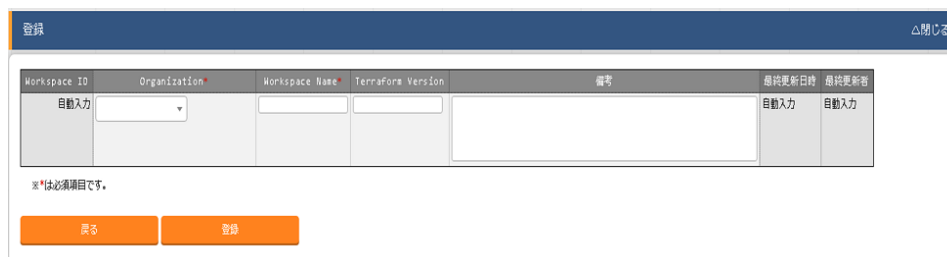 登録 △閉じる
Workspace ID Organization* Workspace Name* Terraform Version 備考 最終更新日時 最終更新者
自動入力 自動入力 自動入力
※*は必須項目です。
戻る 登録